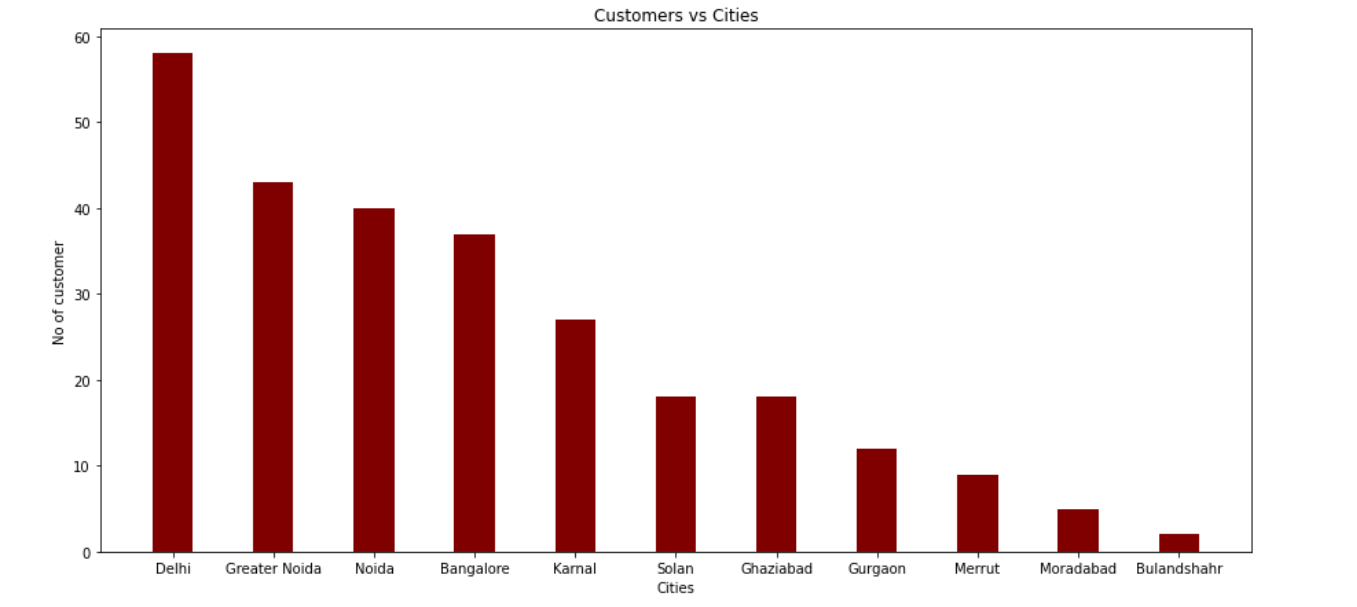 Customers vs Cities
60
50
40
30
20
10
0
No of customer
Delhi Greater Noida Noida Bangalore Karnal Solan Ghaziabad Gurgaon Merrut Moradabad Bulandshahr
Cities